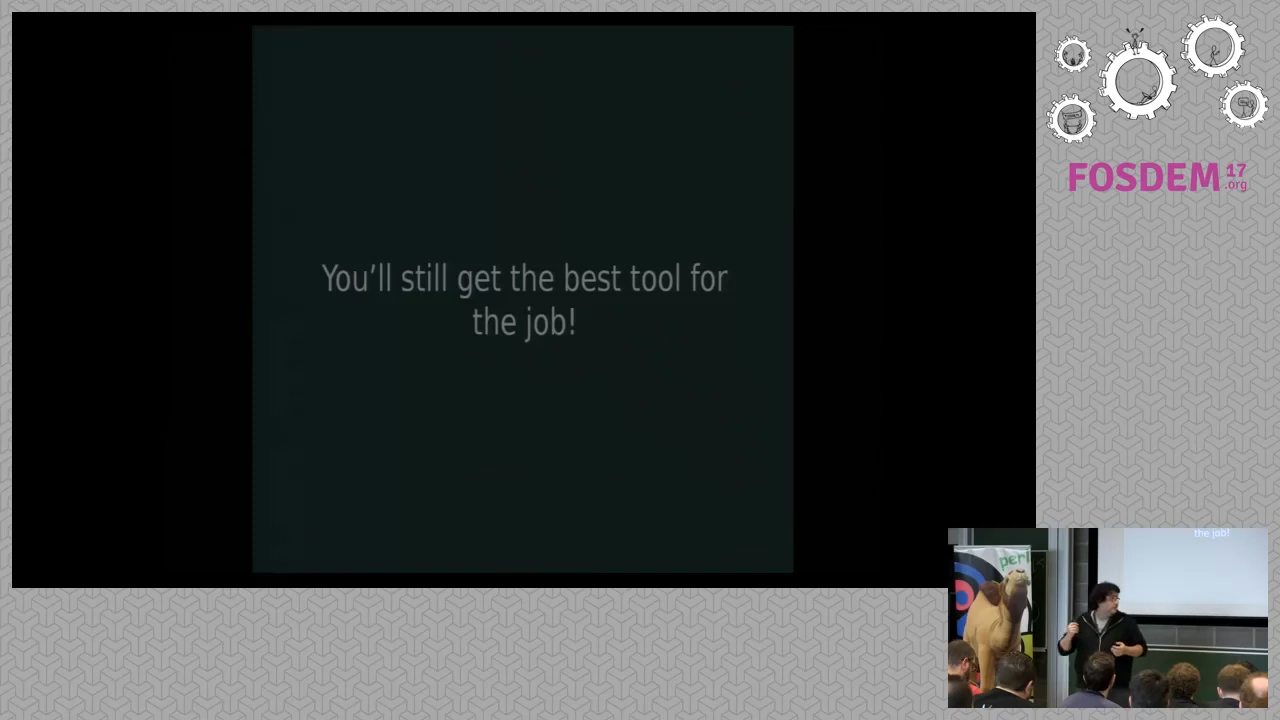 You’ll still get the best tool for
the job!
FOSDEM 17
.org
perl
the job!